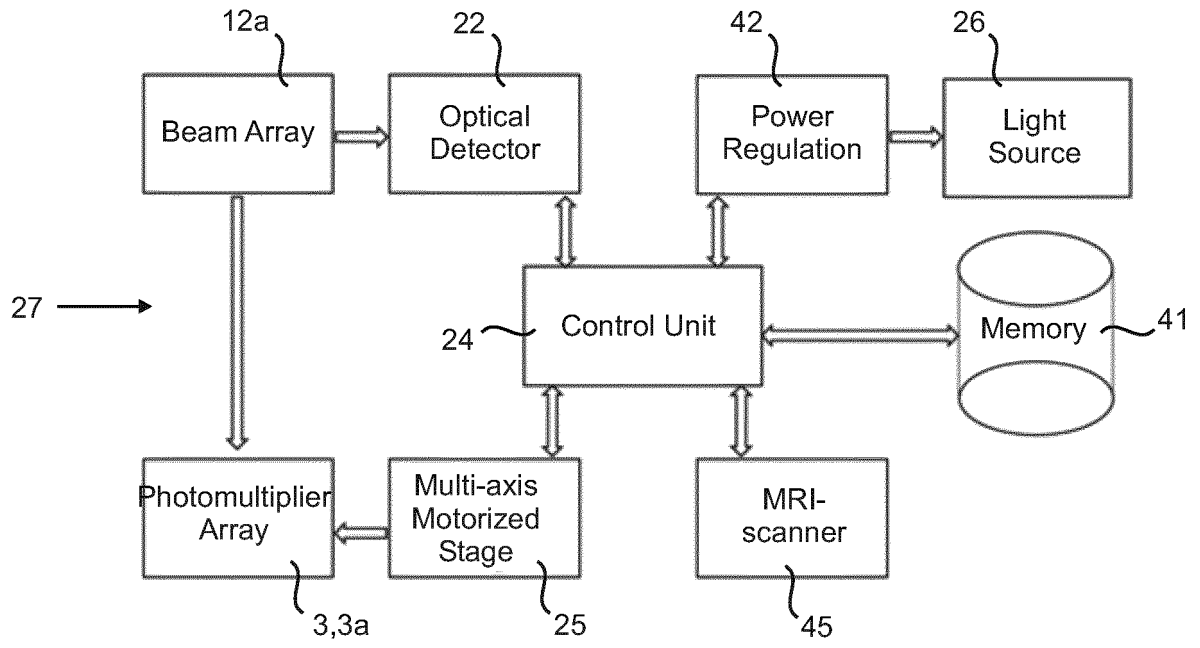 12a
22
42
26
Beam Array
Optical
Detector
Power
Regulation
Light
Source
27
24
Control Unit
Memory
41
Photomultiplier
Array
Multi-axis
Motorized
Stage
MRI-
scanner
3,3a
25
45